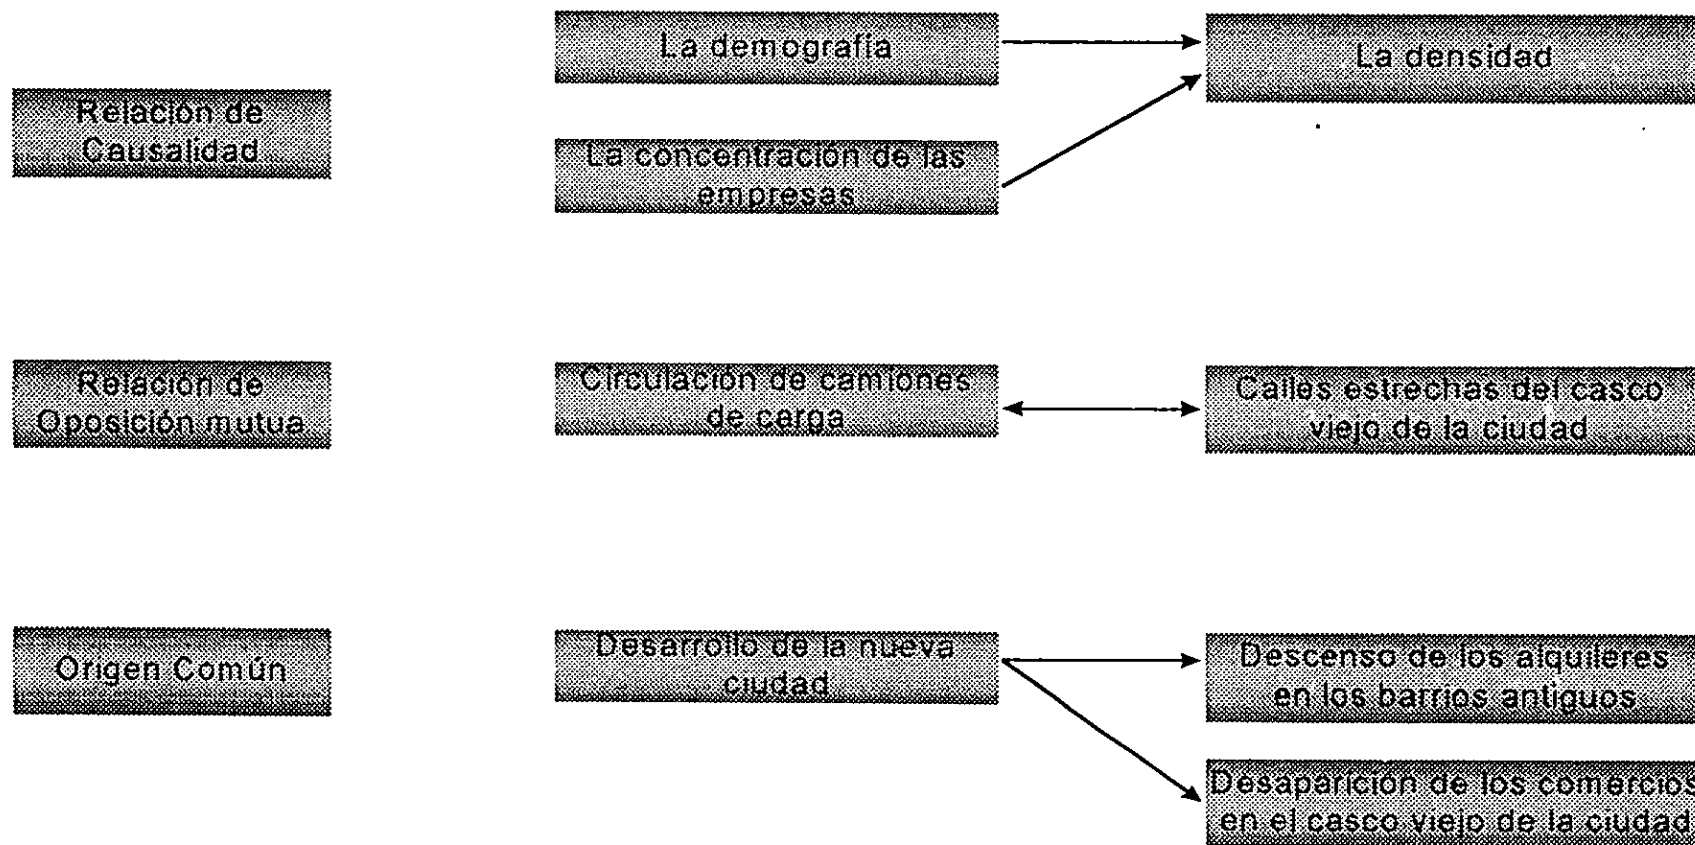 La demografía
La densidad
Relación de
Causalidad
La concentración de las
empresas
Relación de
Oposición mutua
Circulación de camiones
de carga
Calles estrechas del casco
viejo de la ciudad
Origen Común
Desarrollo de la nueva
ciudad
Descenso de los alquileres
en los barrios antiguos
Desaparición de los comercios
en el casco viejo de la ciudad